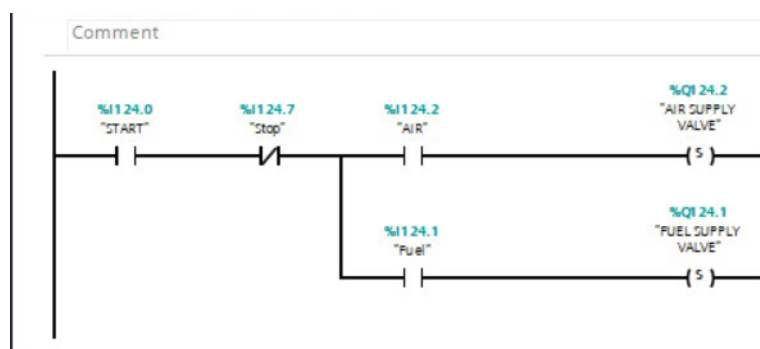 Comment
%I124.0
"START"
%I124.7
"Stop"
%I124.2
"AIR"
%Q124.2
"AIR SUPPLY
VALVE"
S
%I124.1
"Fuel"
%Q124.1
"FUEL SUPPLY
VALVE"
S